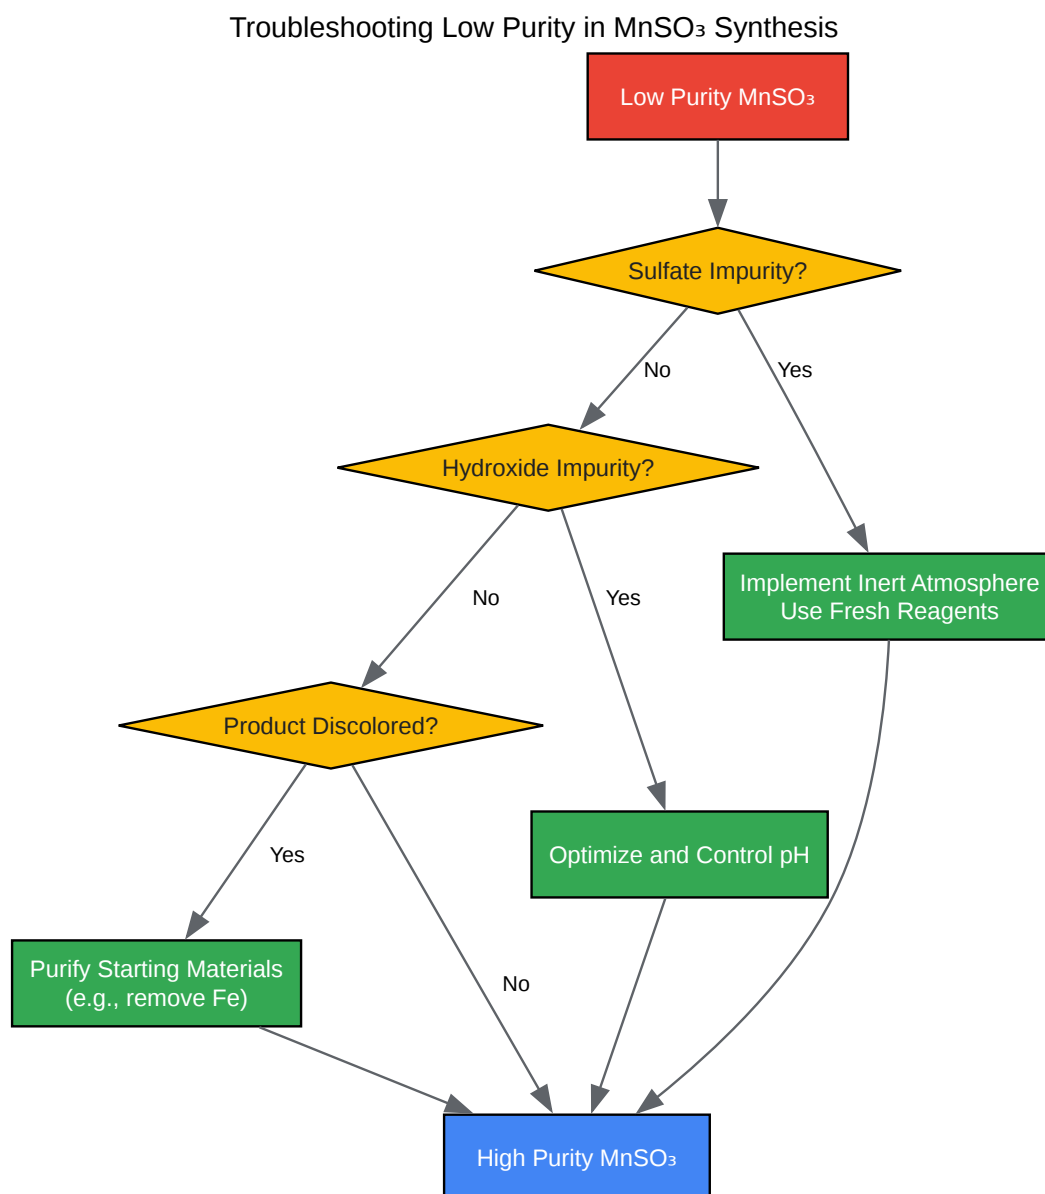 Troubleshooting Low Purity in MnSO₃ Synthesis
Low Purity MnSO₃
Sulfate Impurity?
No
Yes
Hydroxide Impurity?
No
Yes
Implement Inert Atmosphere
Use Fresh Reagents
Product Discolored?
Yes
No
Optimize and Control pH
Purify Starting Materials
(e.g., remove Fe)
High Purity MnSO₃